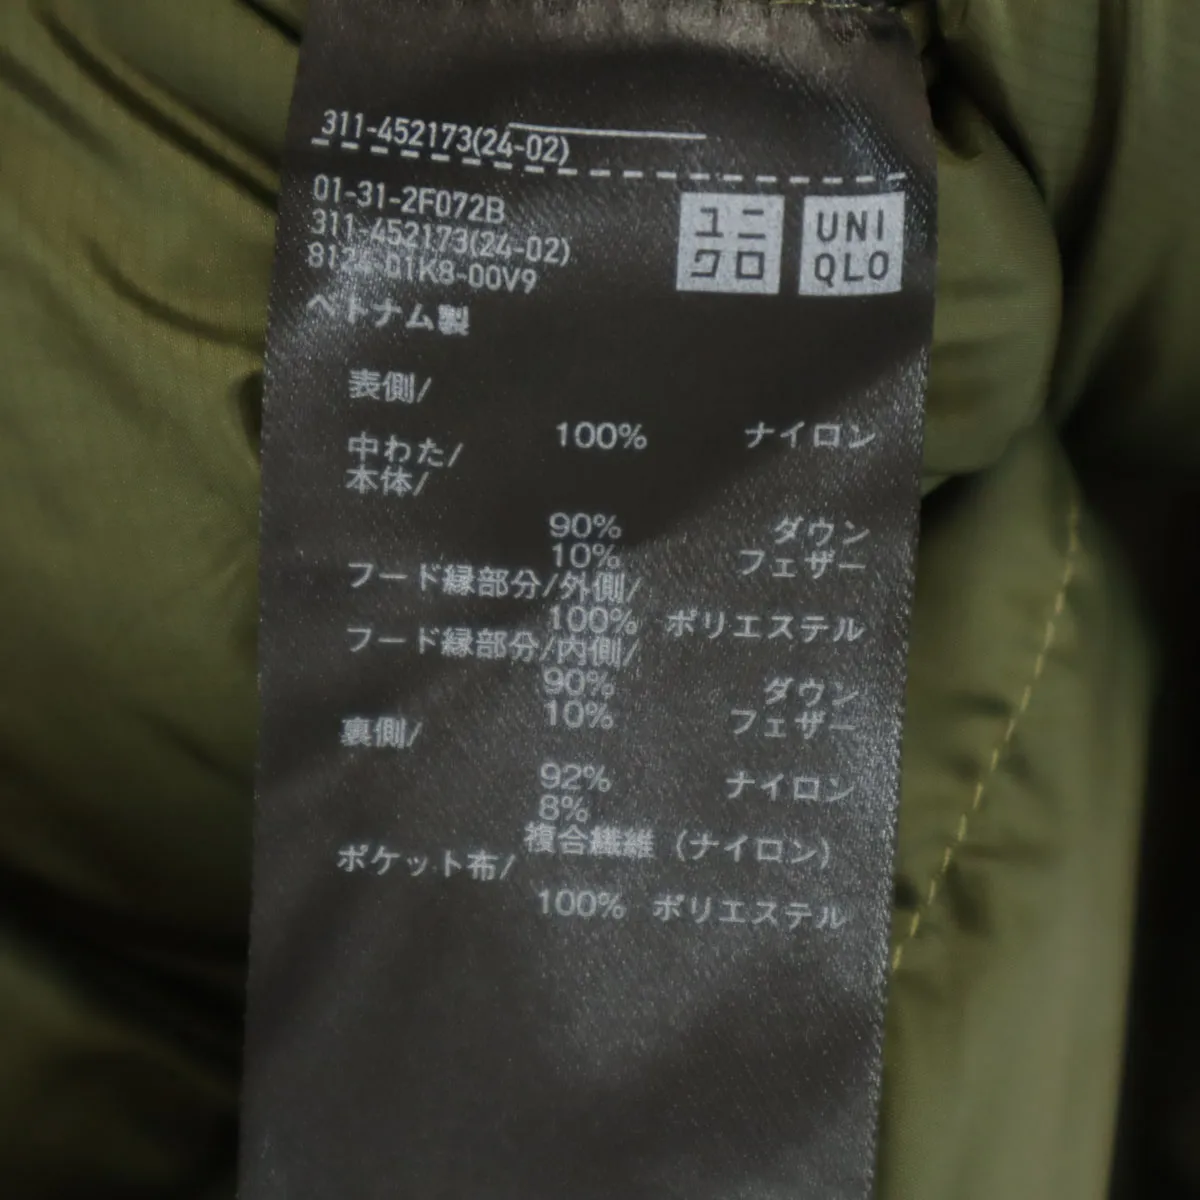 311-452173(24-02)
01-31-2F072B
311-452173(24-02)
8124-01K8-00V9
ユニ
クロ
UNI
QLO
ベトナム製
表側/
100% ナイロン
中わた/
本体/
90% ダウン
10% フェザー
フード縁部分/外側/
100% ポリエステル
フード縁部分/内側/
90% ダウン
10% フェザー
裏側/
92% ナイロン
8%
複合繊維 (ナイロン)
ポケット布/
100% ポリエステル